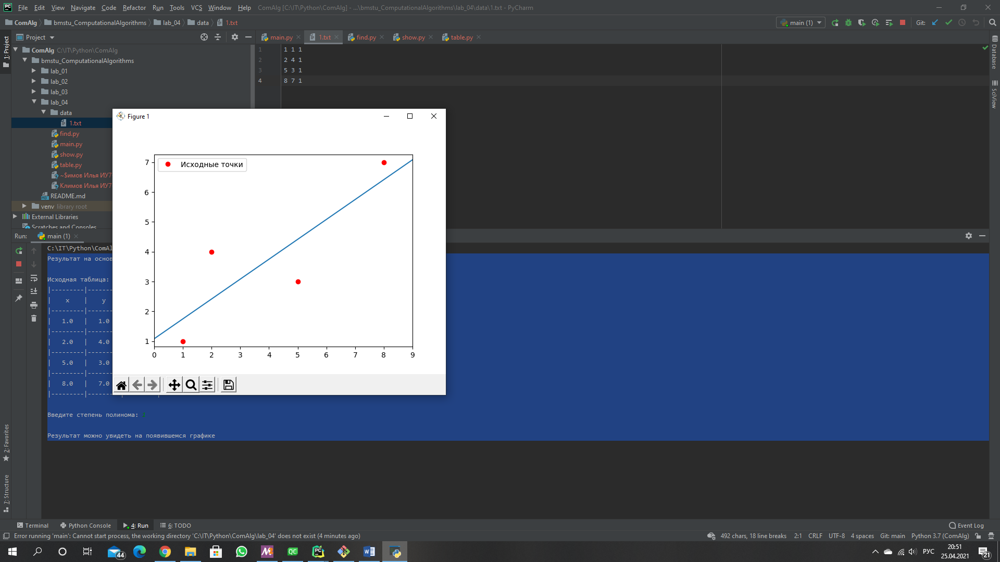 File Edit View Navigate Code Refactor Run Tools VCS Window Help ComAlg [C:\IT\Python\ComAlg] - ...\bmstu_ComputationalAlgorithms\lab_04\data\1.txt - PyCharm
ComAlg bmstu_ComputationalAlgorithms lab_04 data 1.txt main (1) Git:
Project main.py 1.txt find.py show.py table.py
1: Project
Database
SciView
ComAlg C:\IT\Python\ComAlg
bmstu_ComputationalAlgorithms
lab_01
lab_02
lab_03
lab_04
data
1.txt
find.py
main.py
show.py
table.py
~$имов Илья ИУ7
Климов Илья ИУ7
README.md
venv library root
External Libraries
Scratches and Consoles
1 1 1 1
2 2 4 1
3 5 3 1
4 8 7 1
Figure 1
Исходные точки
7
6
5
4
3
2
1
0 1 2 3 4 5 6 7 8 9
Run: main (1)
C:\IT\Python\ComAl
Результат на основ
Исходная таблица:
|---------|-------
| x | y
|---------|-------
| 1.0 | 1.0
|---------|-------
| 2.0 | 4.0
|---------|-------
| 5.0 | 3.0
|---------|-------
| 8.0 | 7.0
|---------|---------|---------|
Введите степень полинома:
Результат можно увидеть на появившемся графике
2: Favorites
7: Structure
Terminal Python Console 4: Run 6: TODO Event Log
Error running 'main': Cannot start process, the working directory 'C:\IT\Python\ComAlg\lab_04' does not exist (4 minutes ago) 492 chars, 18 line breaks 2:1 CRLF UTF-8 4 spaces Git: main Python 3.7 (ComAlg)
44 QC PC W РУС 20:51
25.04.2021 21